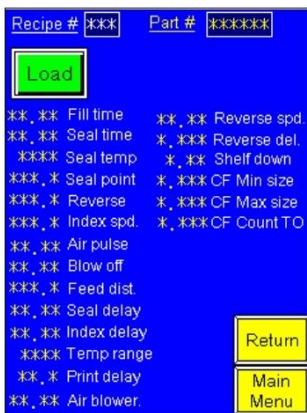 Recipe # *** Part # ******
Load
**.** Fill time
**.** Seal time
**** Seal temp
***.* Seal point
***.* Reverse
***.* Index spd.
**.** Air pulse
**.** Blow off
***.* Feed dist.
**.** Seal delay
**.** Index delay
**** Temp range
**.* Print delay
**.** Air blower.
**.** Reverse spd.
*.*** Reverse del.
*.** Shelf down
*.*** CF Min size
*.*** CF Max size
*.*** CF Count TO
Return
Main
Menu